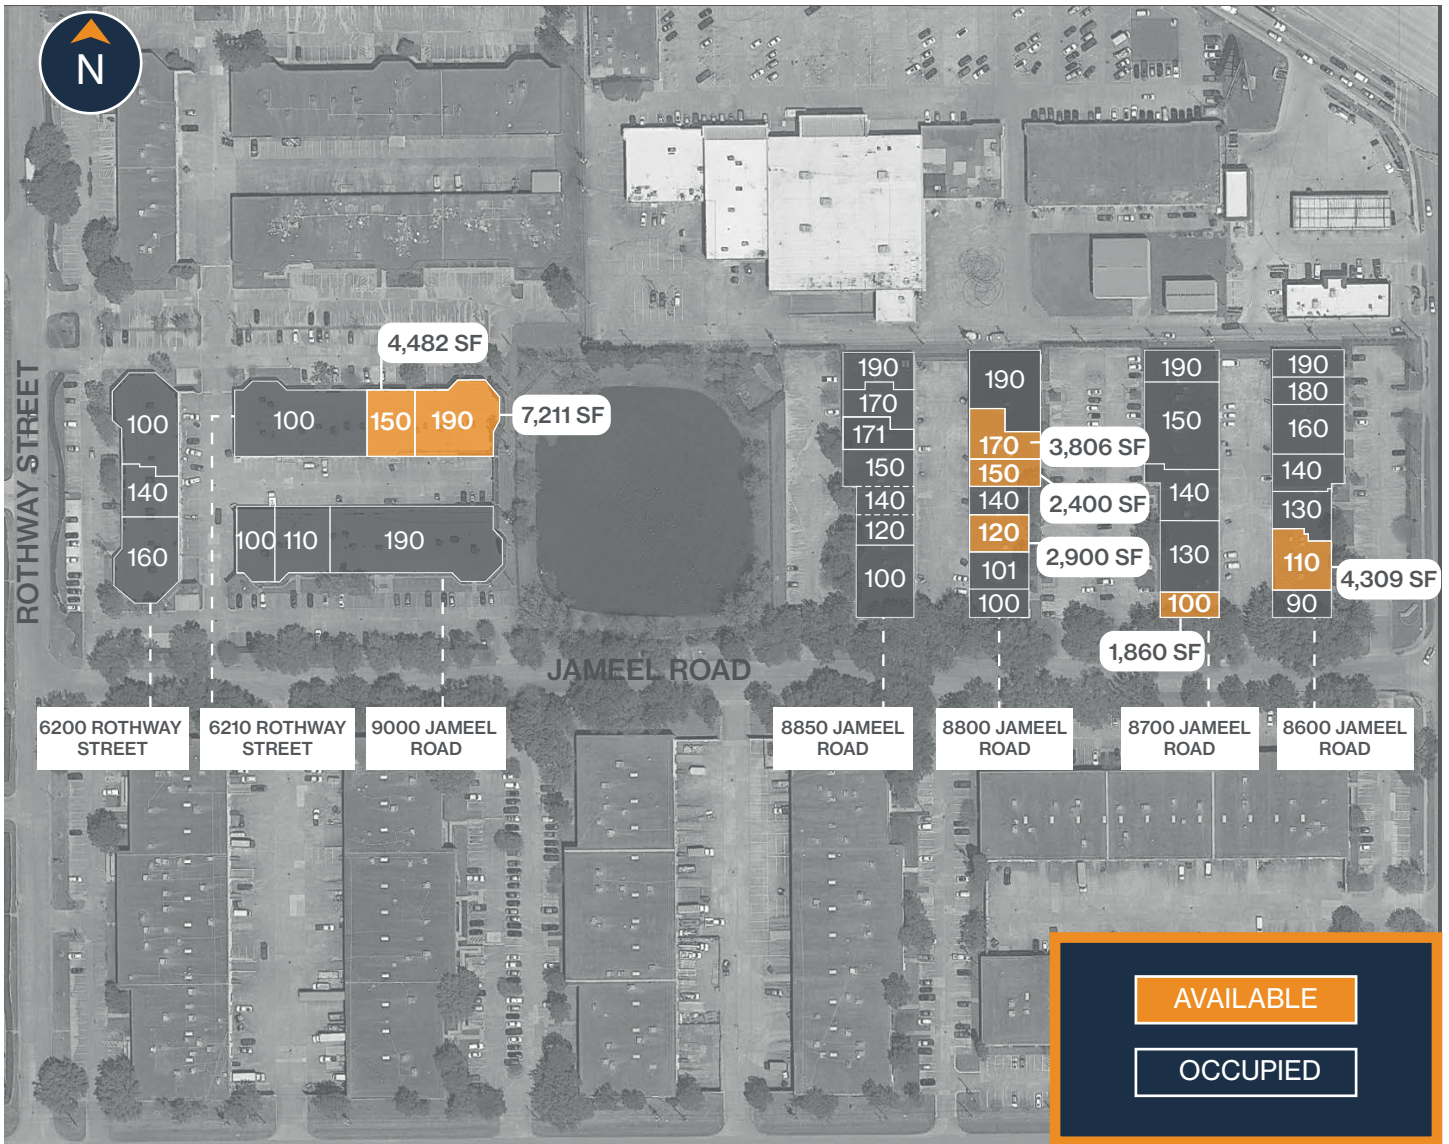 N
ROTHWAY STREET
4,482 SF
100
140
160
100
150
190
7,211 SF
100
110
190
190
170
171
150
140
120
100
190
170
3,806 SF
150
2,400 SF
140
120
2,900 SF
101
100
190
150
140
130
100
1,860 SF
190
180
160
140
130
110
4,309 SF
90
JAMEEL ROAD
6200 ROTHWAY
STREET
6210 ROTHWAY
STREET
9000 JAMEEL
ROAD
8850 JAMEEL
ROAD
8800 JAMEEL
ROAD
8700 JAMEEL
ROAD
8600 JAMEEL
ROAD
AVAILABLE
OCCUPIED